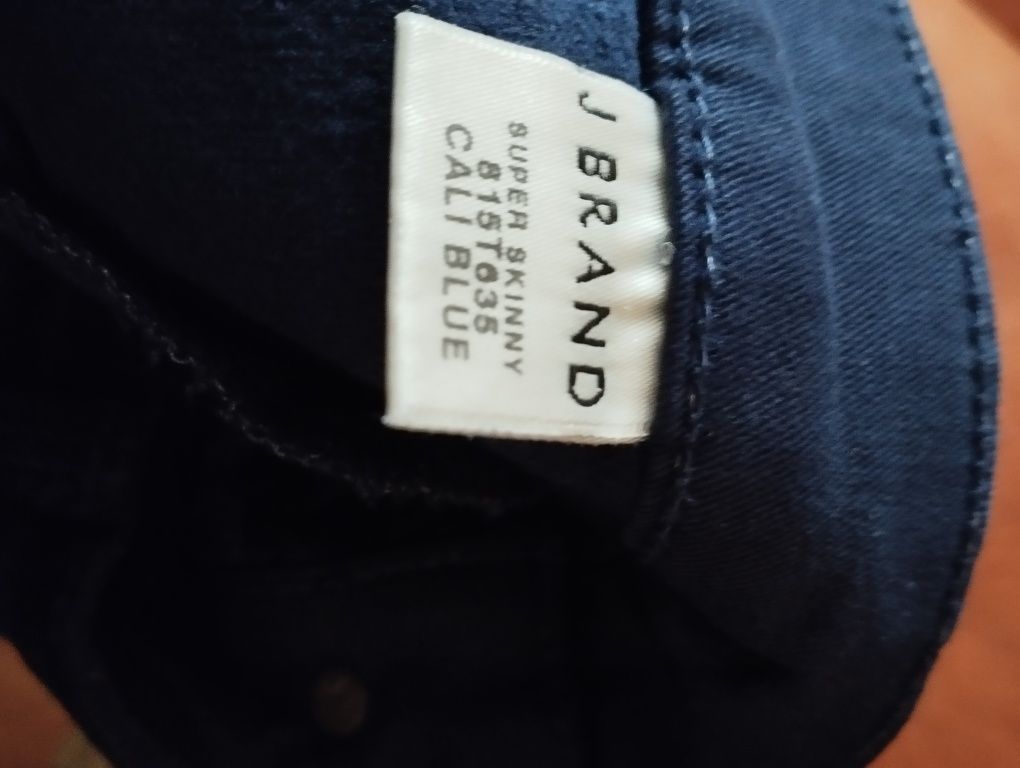 J BRAND
SUPER SKINNY
815T635
CALI BLUE